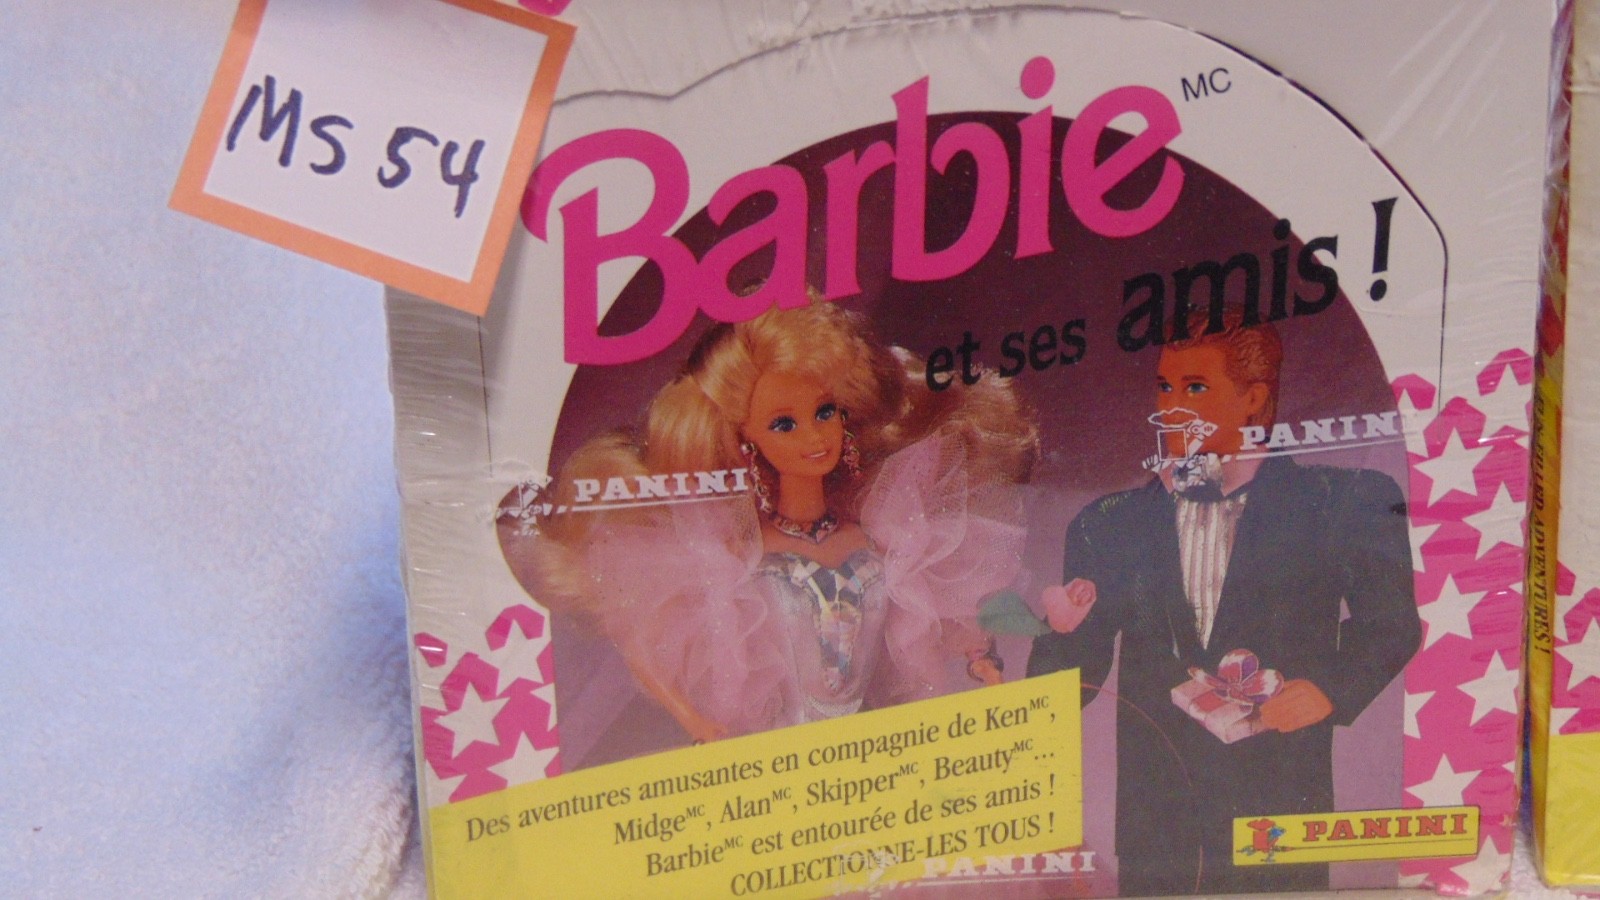 MS 54
Barbie MC
et ses amis !
PANINI
PANINI
Des aventures amusantes en compagnie de Ken MC,
Midge MC, Alan MC, Skipper MC, Beauty MC ...
Barbie MC est entourée de ses amis !
COLLECTIONNE-LES TOUS !
PANINI
PANINI
ADVENTURES !